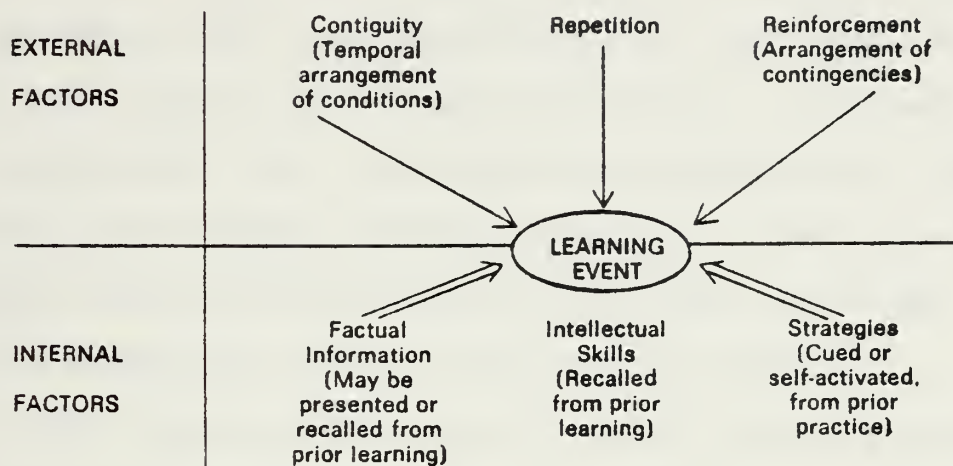 EXTERNAL
FACTORS
Contiguity
(Temporal
arrangement
of conditions)
Repetition
Reinforcement
(Arrangement of
contingencies)
LEARNING
EVENT
INTERNAL
FACTORS
Factual
Information
(May be
presented or
recalled from
prior learning)
Intellectual
Skills
(Recalled
from prior
learning)
Strategies
(Cued or
self-activated,
from prior
practice)